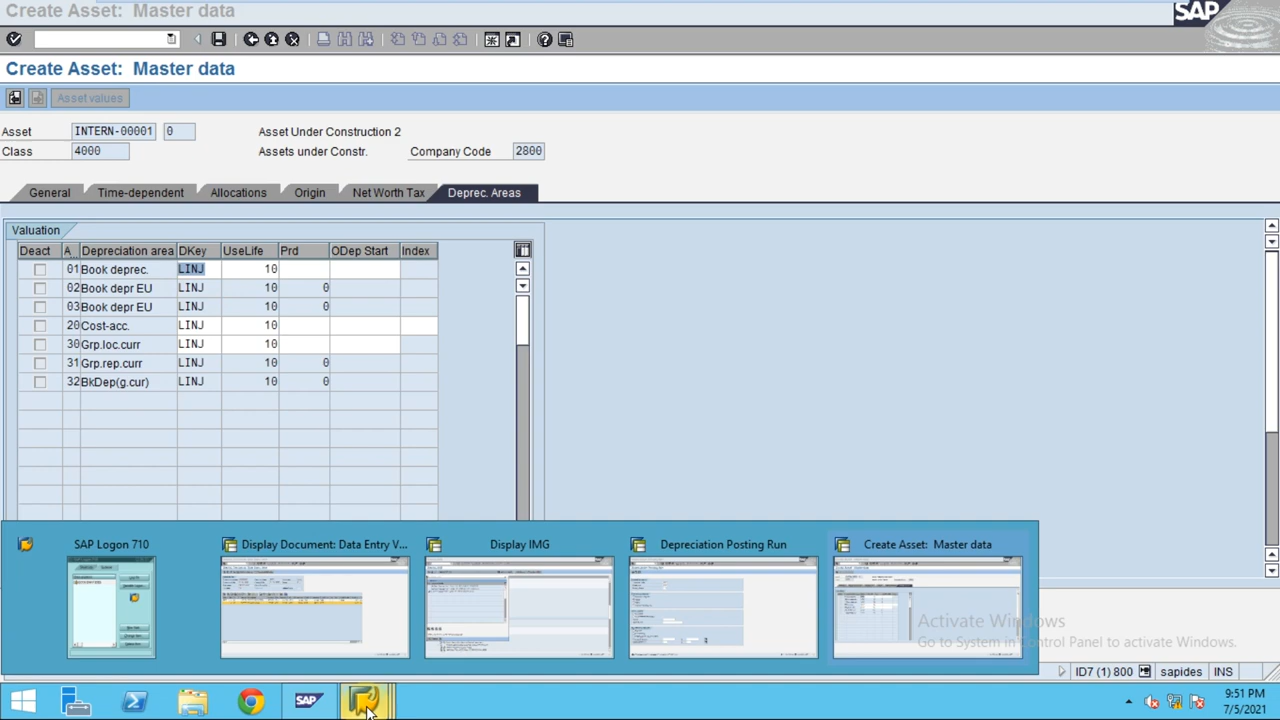 Create Asset: Master data
SAP
Create Asset: Master data
Asset values
Asset INTERN-00001 0 Asset Under Construction 2
Class 4000 Assets under Constr. Company Code 2800
General Time-dependent Allocations Origin Net Worth Tax Deprec. Areas
Valuation
Deact A... Depreciation area DKey UseLife Prd ODep Start Index
01 Book deprec. LINJ 10
02 Book depr EU LINJ 10 0
03 Book depr EU LINJ 10 0
20 Cost-acc. LINJ 10
30 Grp.loc.curr LINJ 10
31 Grp.rep.curr LINJ 10 0
32 BkDep(g.cur) LINJ 10 0
SAP Logon 710 Display Document: Data Entry V... Display IMG Depreciation Posting Run Create Asset: Master data
Activate Windows
Go to System in Control Panel to activate Windows.
ID7 (1) 800 sapides INS
SAP
9:51 PM
7/5/2021